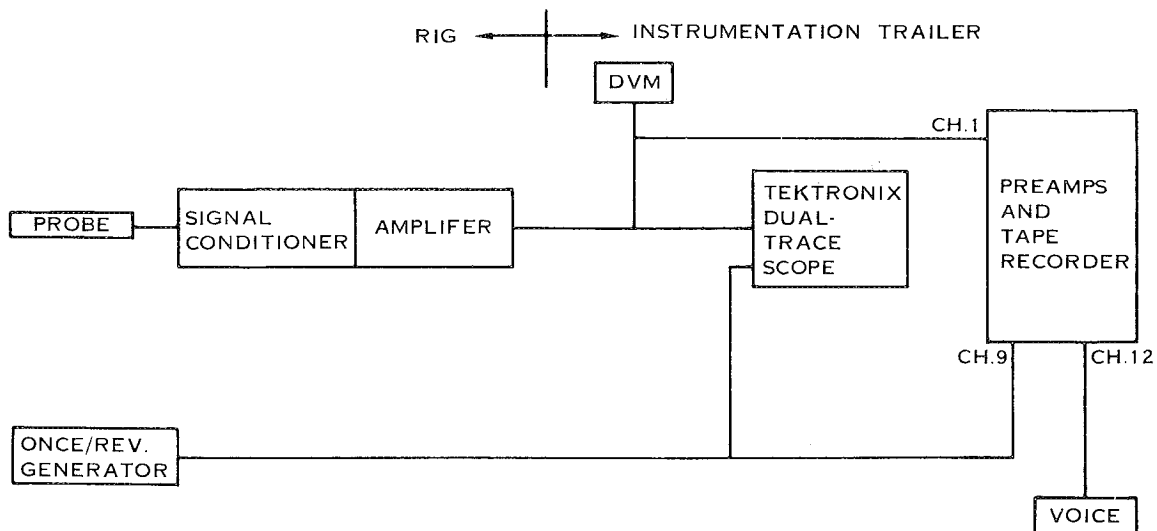 RIG
INSTRUMENTATION TRAILER
DVM
CH.1
PROBE
SIGNAL
CONDITIONER
AMPLIFER
TEKTRONIX
DUAL-
TRACE
SCOPE
PREAMPS
AND
TAPE
RECORDER
CH.9
CH.12
ONCE/REV.
GENERATOR
VOICE